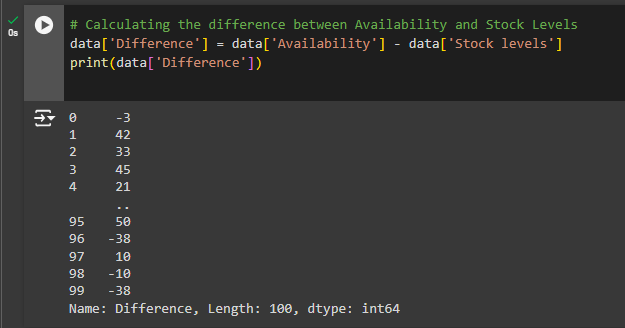 # Calculating the difference between Availability and Stock Levels
data['Difference'] = data['Availability'] - data['Stock levels']
print(data['Difference'])
0s
0 -3
1 42
2 33
3 45
4 21
..
95 50
96 -38
97 10
98 -10
99 -38
Name: Difference, Length: 100, dtype: int64